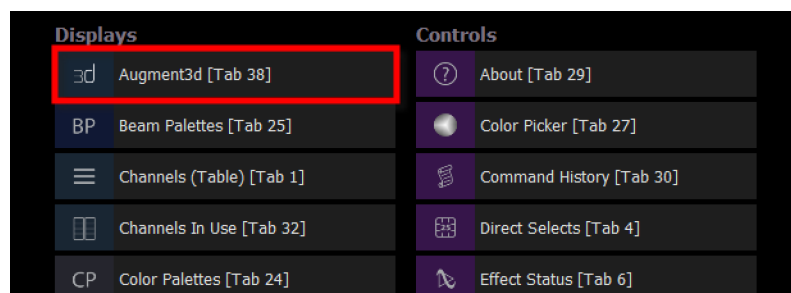 Displays
3d Augment3d [Tab 38]
BP Beam Palettes [Tab 25]
Channels (Table) [Tab 1]
Channels In Use [Tab 32]
CP Color Palettes [Tab 24]
Controls
? About [Tab 29]
Color Picker [Tab 27]
Command History [Tab 30]
25 Direct Selects [Tab 4]
Effect Status [Tab 6]